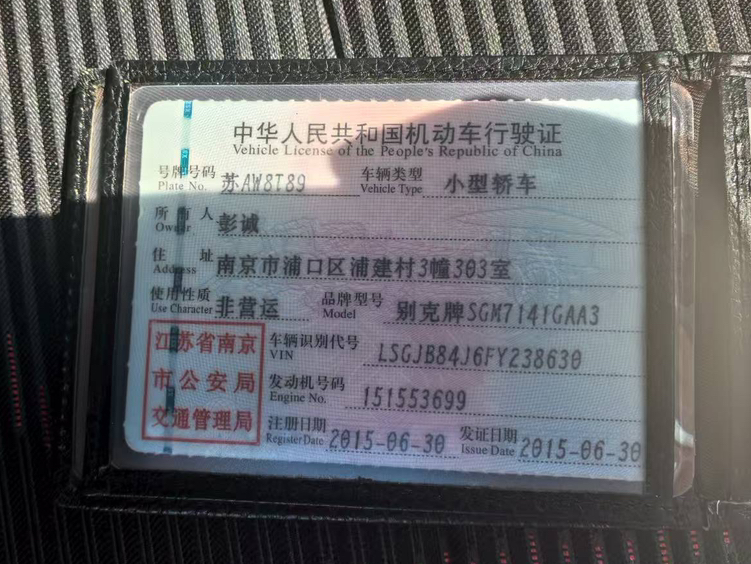 中华人民共和国机动车行驶证
Vehicle License of the People's Republic of China
号牌号码 苏AW8T89 车辆类型 小型轿车
Plate No. Vehicle Type
所有人 彭诚
Owner
住址 南京市浦口区浦建村3幢303室
Address
使用性质 非营运 品牌型号 别克牌SGM7141GAA3
Use Character Model
江苏省南京
市公安局
交通管理局
车辆识别代号 LSGJB84J6FY238630
VIN
发动机号码 151553699
Engine No.
注册日期 2015-06-30 发证日期 2015-06-30
Register Date Issue Date